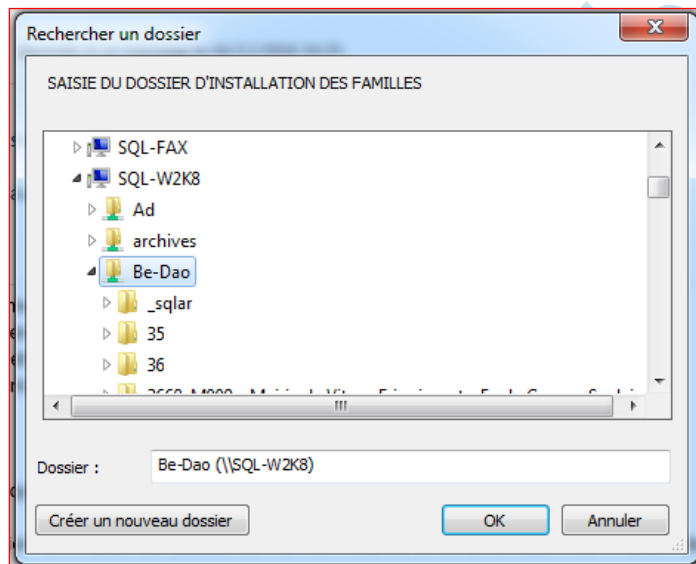 Rechercher un dossier
SAISIE DU DOSSIER D'INSTALLATION DES FAMILLES
SQL-FAX
SQL-W2K8
Ad
archives
Be-Dao
_sqlar
35
36
Dossier : Be-Dao (\\SQL-W2K8)
Créer un nouveau dossier OK Annuler